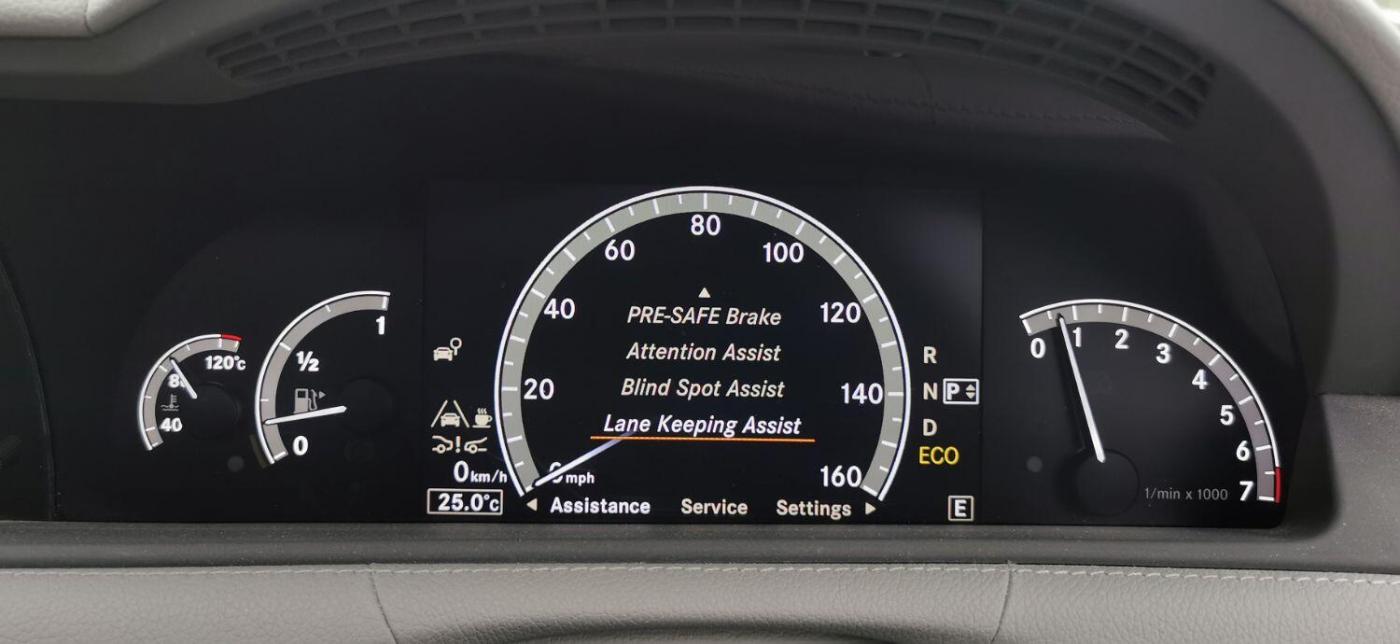 120°c
8
40
1
½
0
0 km/h
25.0°c
20
40
60
80
100
120
140
160
mph
PRE-SAFE Brake
Attention Assist
Blind Spot Assist
Lane Keeping Assist
Assistance Service Settings
R
N P
D
ECO
E
0
1
2
3
4
5
6
7
1/min x 1000